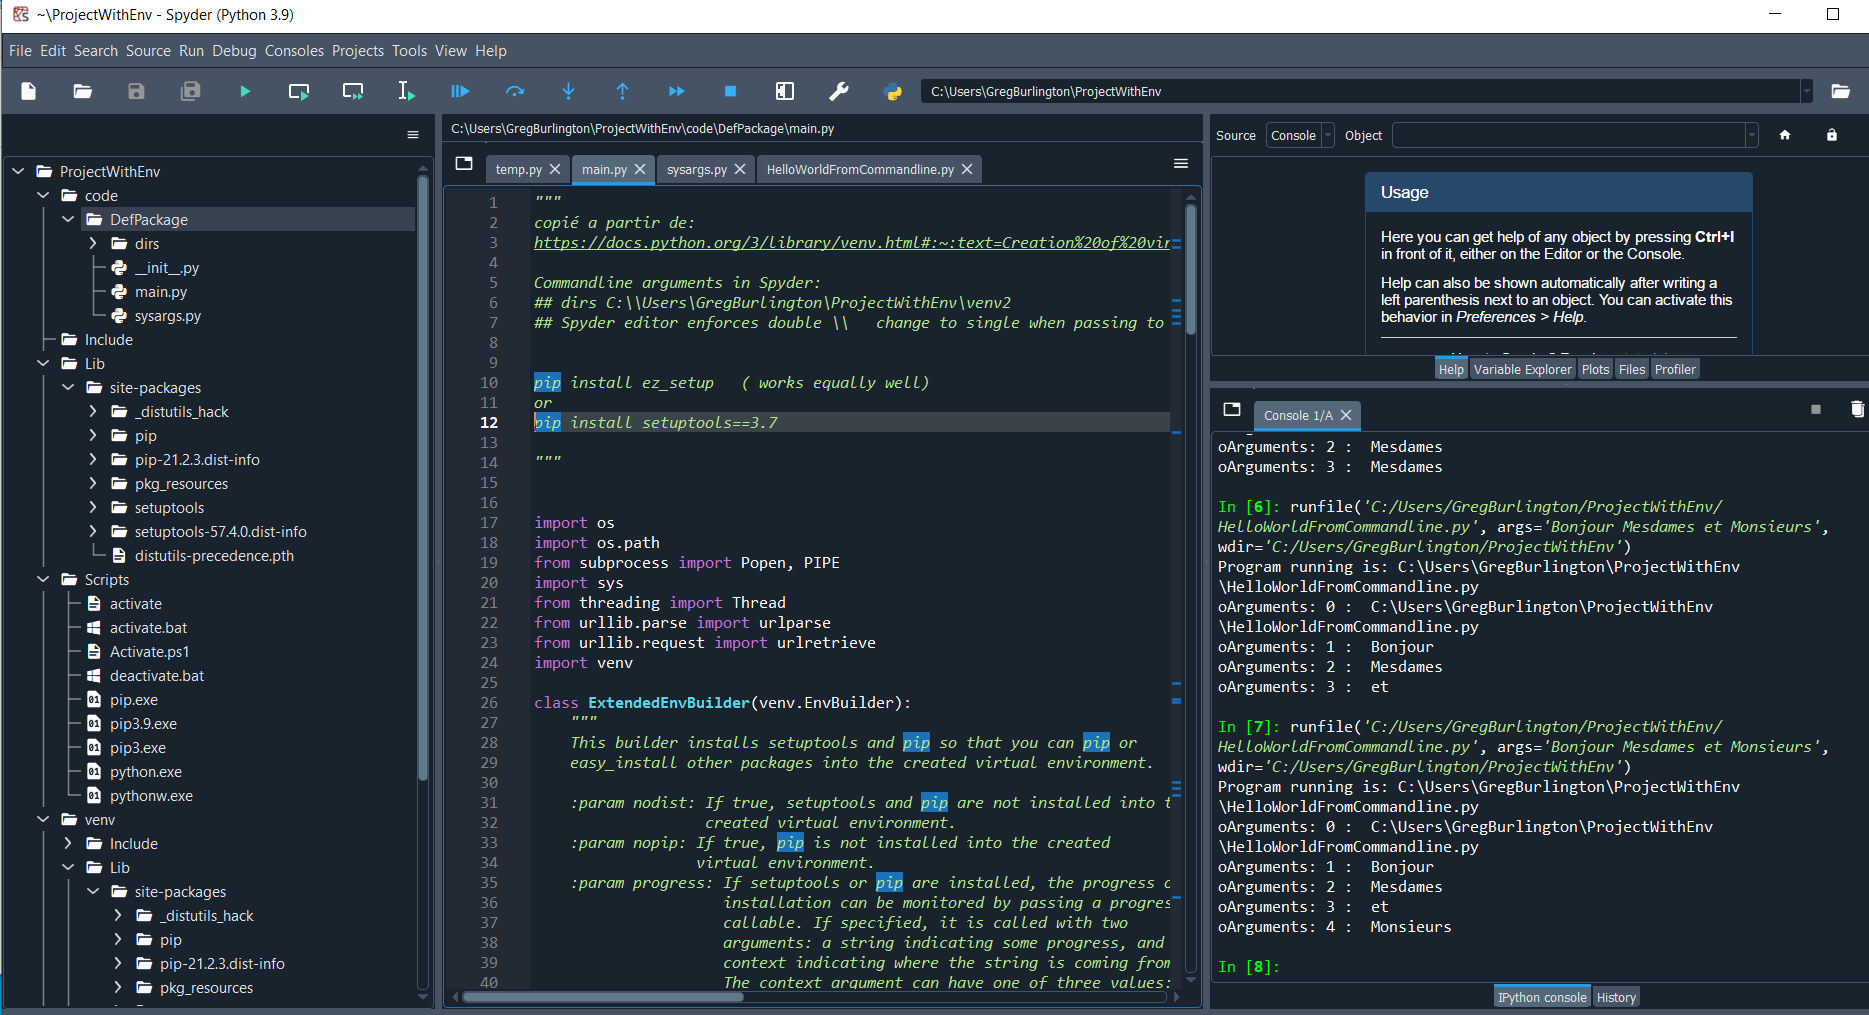 ~\ProjectWithEnv - Spyder (Python 3.9)
File Edit Search Source Run Debug Consoles Projects Tools View Help
C:\Users\GregBurlington\ProjectWithEnv
ProjectWithEnv
code
DefPackage
dirs
__init__.py
main.py
sysargs.py
Include
Lib
site-packages
_distutils_hack
pip
pip-21.2.3.dist-info
pkg_resources
setuptools
setuptools-57.4.0.dist-info
distutils-precedence.pth
Scripts
activate
activate.bat
Activate.ps1
deactivate.bat
pip.exe
pip3.9.exe
pip3.exe
python.exe
pythonw.exe
venv
Include
Lib
site-packages
_distutils_hack
pip
pip-21.2.3.dist-info
pkg_resources
C:\Users\GregBurlington\ProjectWithEnv\code\DefPackage\main.py
temp.py main.py sysargs.py HelloWorldFromCommandline.py
1 """
2 copié a partir de:
3 https://docs.python.org/3/library/venv.html#:~:text=Creation%20of%20vir
4
5 Commandline arguments in Spyder:
6 ## dirs C:\\Users\GregBurlington\ProjectWithEnv\venv2
7 ## Spyder editor enforces double \\   change to single when passing to
8
9
10 pip install ez_setup   ( works equally well)
11 or
12 pip install setuptools==3.7
13
14 """
15
16
17 import os
18 import os.path
19 from subprocess import Popen, PIPE
20 import sys
21 from threading import Thread
22 from urllib.parse import urlparse
23 from urllib.request import urlretrieve
24 import venv
25
26 class ExtendedEnvBuilder(venv.EnvBuilder):
27     """
28     This builder installs setuptools and pip so that you can pip or
29     easy_install other packages into the created virtual environment.
30
31     :param nodist: If true, setuptools and pip are not installed into t
32                    created virtual environment.
33     :param nopip: If true, pip is not installed into the created
34                   virtual environment.
35     :param progress: If setuptools or pip are installed, the progress o
36                      installation can be monitored by passing a progres
37                      callable. If specified, it is called with two
38                      arguments: a string indicating some progress, and
39                      context indicating where the string is coming from
40                      The context argument can have one of three values:
Source Console Object
Usage
Here you can get help of any object by pressing Ctrl+I
in front of it, either on the Editor or the Console.
Help can also be shown automatically after writing a
left parenthesis next to an object. You can activate this
behavior in Preferences > Help.
Help Variable Explorer Plots Files Profiler
Console 1/A
oArguments: 2 :  Mesdames
oArguments: 3 :  Mesdames
In [6]: runfile('C:/Users/GregBurlington/ProjectWithEnv/
HelloWorldFromCommandline.py', args='Bonjour Mesdames et Monsieurs',
wdir='C:/Users/GregBurlington/ProjectWithEnv')
Program running is: C:\Users\GregBurlington\ProjectWithEnv
\HelloWorldFromCommandline.py
oArguments: 0 :  C:\Users\GregBurlington\ProjectWithEnv
\HelloWorldFromCommandline.py
oArguments: 1 :  Bonjour
oArguments: 2 :  Mesdames
oArguments: 3 :  et
In [7]: runfile('C:/Users/GregBurlington/ProjectWithEnv/
HelloWorldFromCommandline.py', args='Bonjour Mesdames et Monsieurs',
wdir='C:/Users/GregBurlington/ProjectWithEnv')
Program running is: C:\Users\GregBurlington\ProjectWithEnv
\HelloWorldFromCommandline.py
oArguments: 0 :  C:\Users\GregBurlington\ProjectWithEnv
\HelloWorldFromCommandline.py
oArguments: 1 :  Bonjour
oArguments: 2 :  Mesdames
oArguments: 3 :  et
oArguments: 4 :  Monsieurs
In [8]:
IPython console History